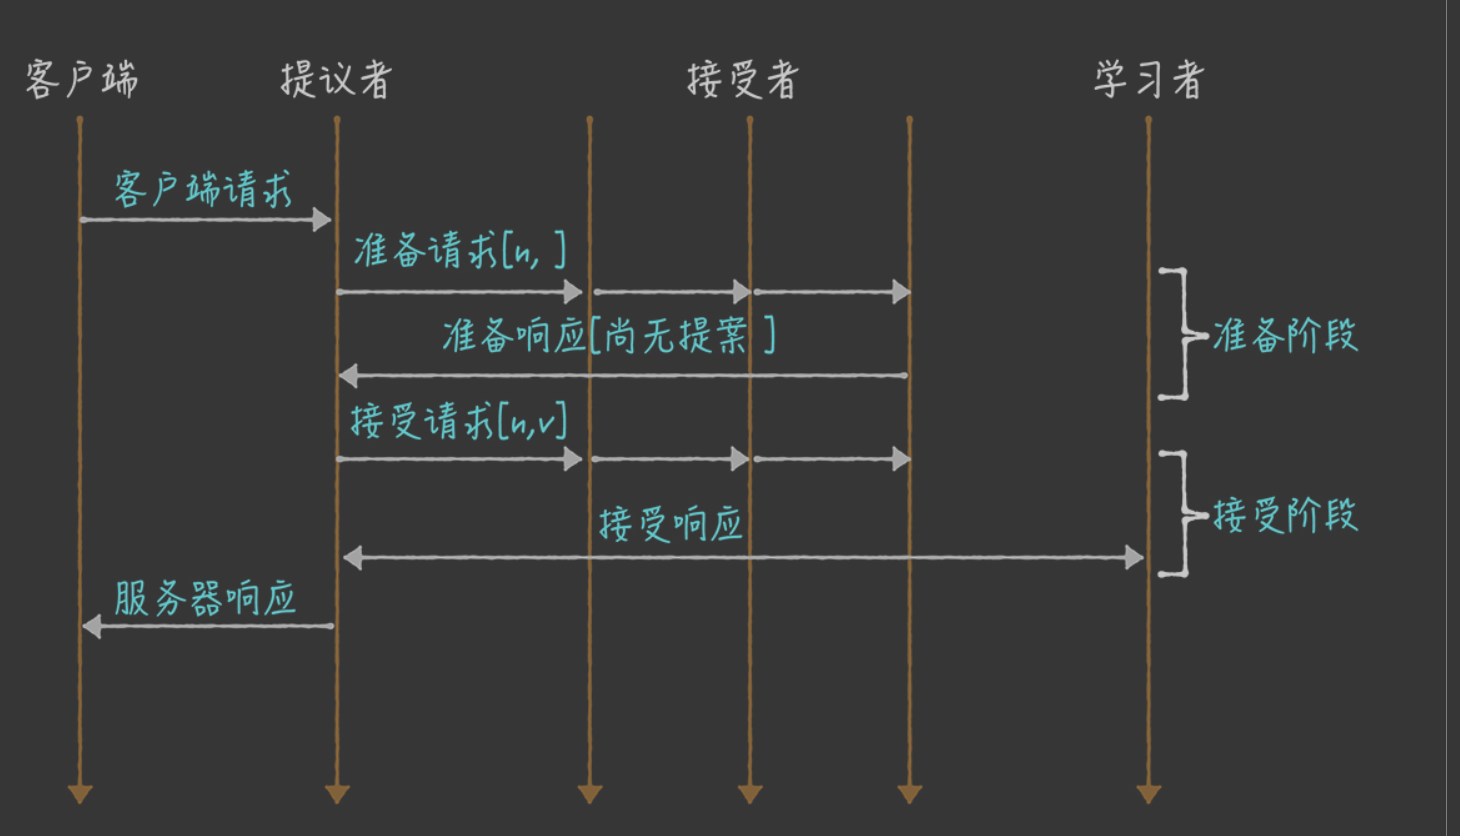 客户端
提议者
接受者
学习者
客户端请求
准备请求[n, ]
准备响应[尚无提案 ]
准备阶段
接受请求[n,v]
接受响应
接受阶段
服务器响应